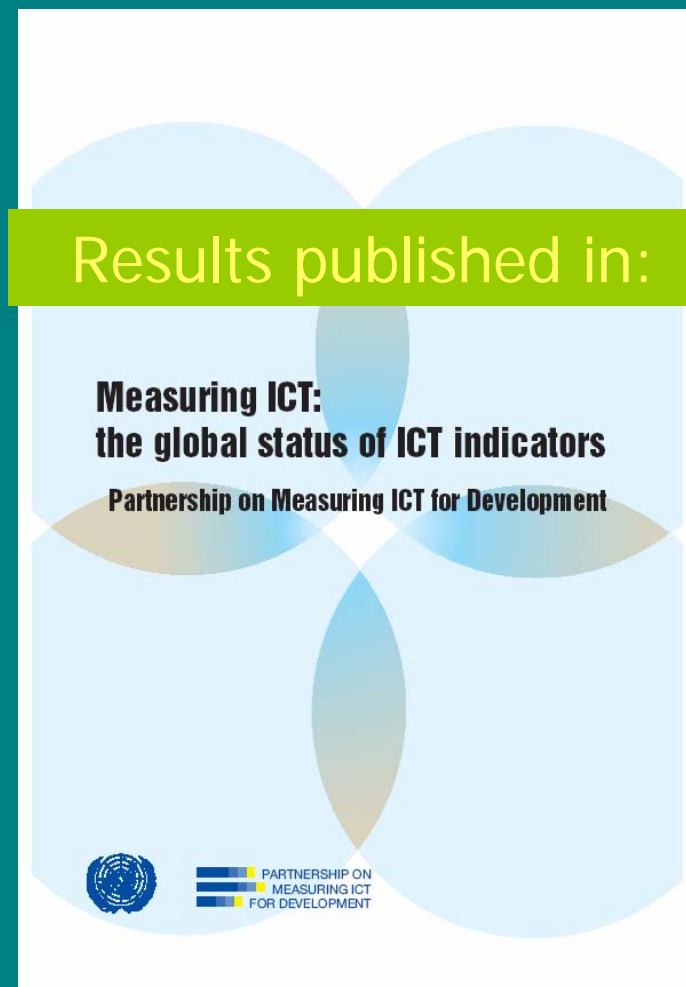 Results published in:
Measuring ICT:
the global status of ICT indicators
Partnership on Measuring ICT for Development
PARTNERSHIP ON
MEASURING ICT
FOR DEVELOPMENT